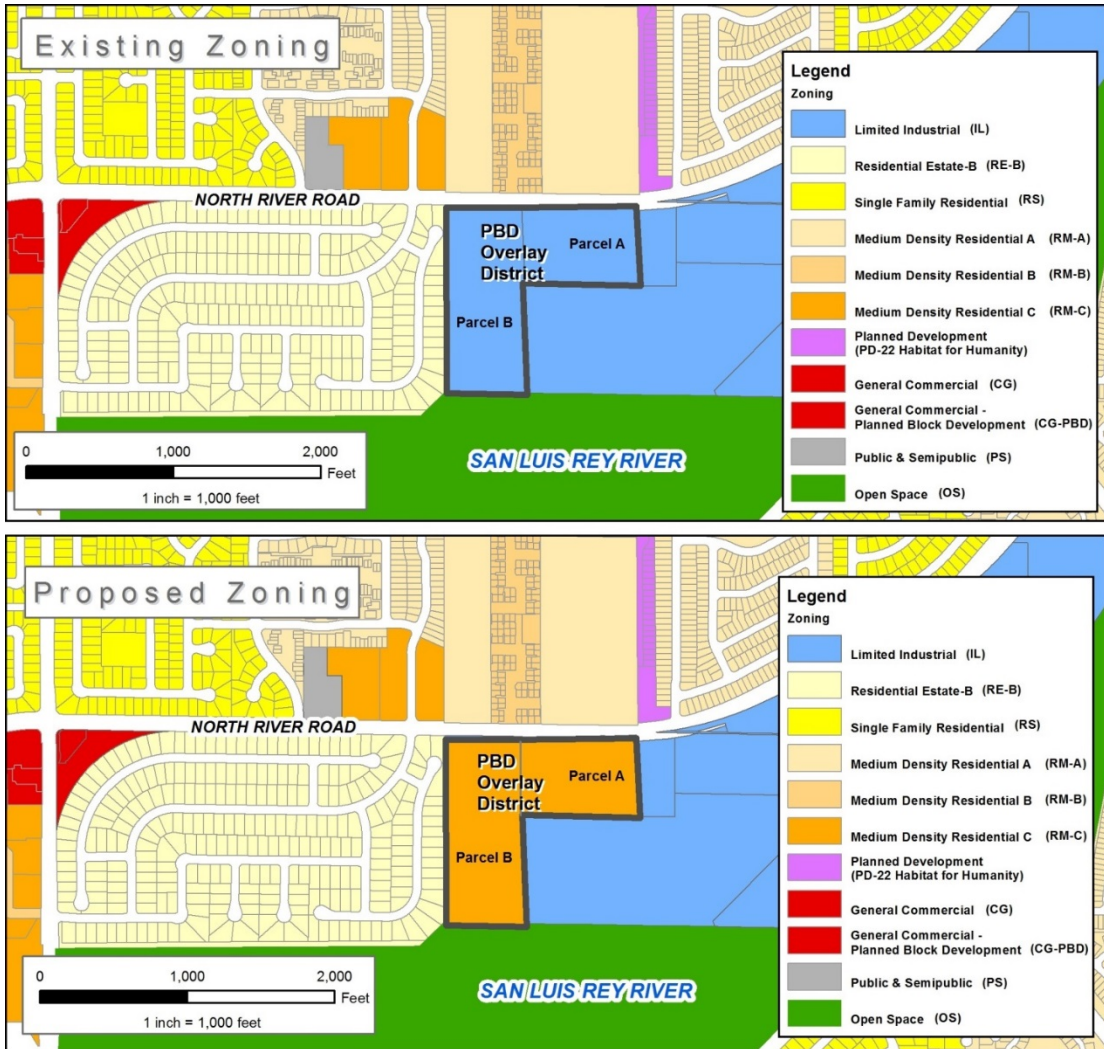 Existing Zoning
Legend
Zoning
Limited Industrial (IL)
Residential Estate-B (RE-B)
Single Family Residential (RS)
Medium Density Residential A (RM-A)
Medium Density Residential B (RM-B)
Medium Density Residential C (RM-C)
Planned Development
(PD-22 Habitat for Humanity)
General Commercial (CG)
General Commercial -
Planned Block Development (CG-PBD)
Public & Semipublic (PS)
Open Space (OS)
NORTH RIVER ROAD
PBD
Overlay
District
Parcel A
Parcel B
SAN LUIS REY RIVER
0 1,000 2,000
Feet
1 inch = 1,000 feet
Proposed Zoning
Legend
Zoning
Limited Industrial (IL)
Residential Estate-B (RE-B)
Single Family Residential (RS)
Medium Density Residential A (RM-A)
Medium Density Residential B (RM-B)
Medium Density Residential C (RM-C)
Planned Development
(PD-22 Habitat for Humanity)
General Commercial (CG)
General Commercial -
Planned Block Development (CG-PBD)
Public & Semipublic (PS)
Open Space (OS)
NORTH RIVER ROAD
PBD
Overlay
District
Parcel A
Parcel B
SAN LUIS REY RIVER
0 1,000 2,000
Feet
1 inch = 1,000 feet